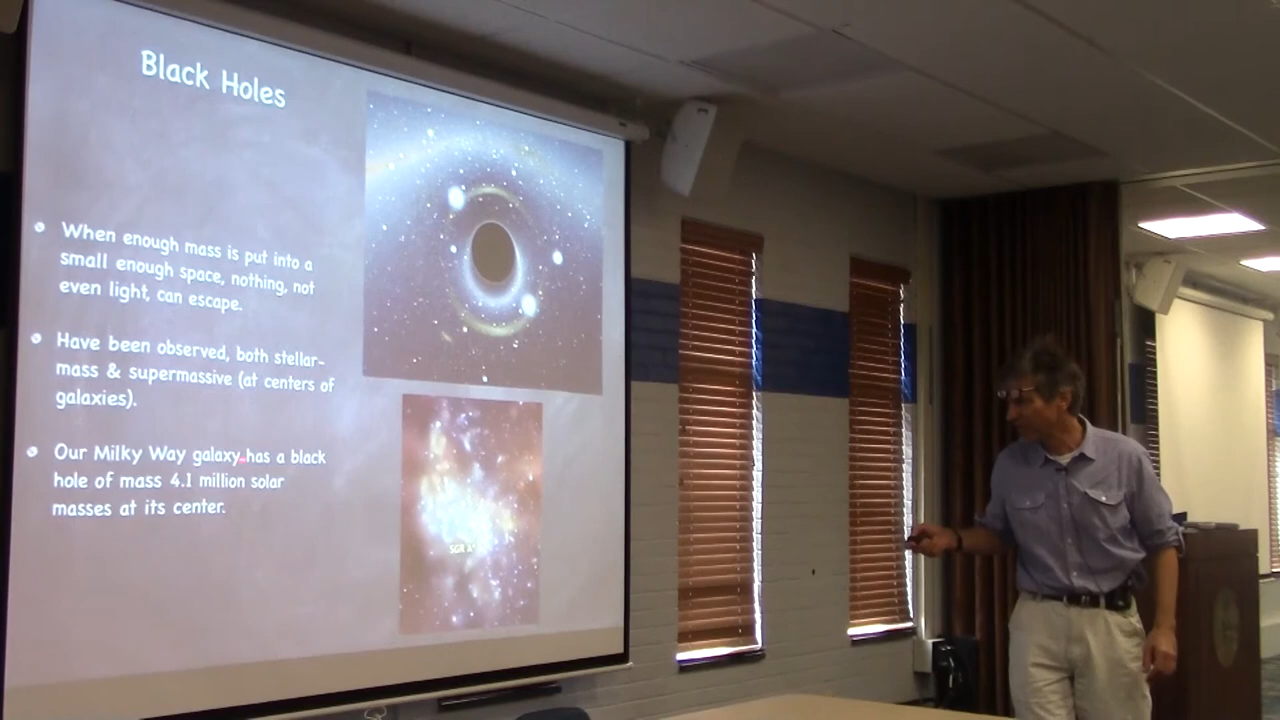 Black Holes
When enough mass is put into a
small enough space, nothing, not
even light, can escape.
Have been observed, both stellar-
mass & supermassive (at centers of
galaxies).
Our Milky Way galaxy has a black
hole of mass 4.1 million solar
masses at its center.
SGR A*